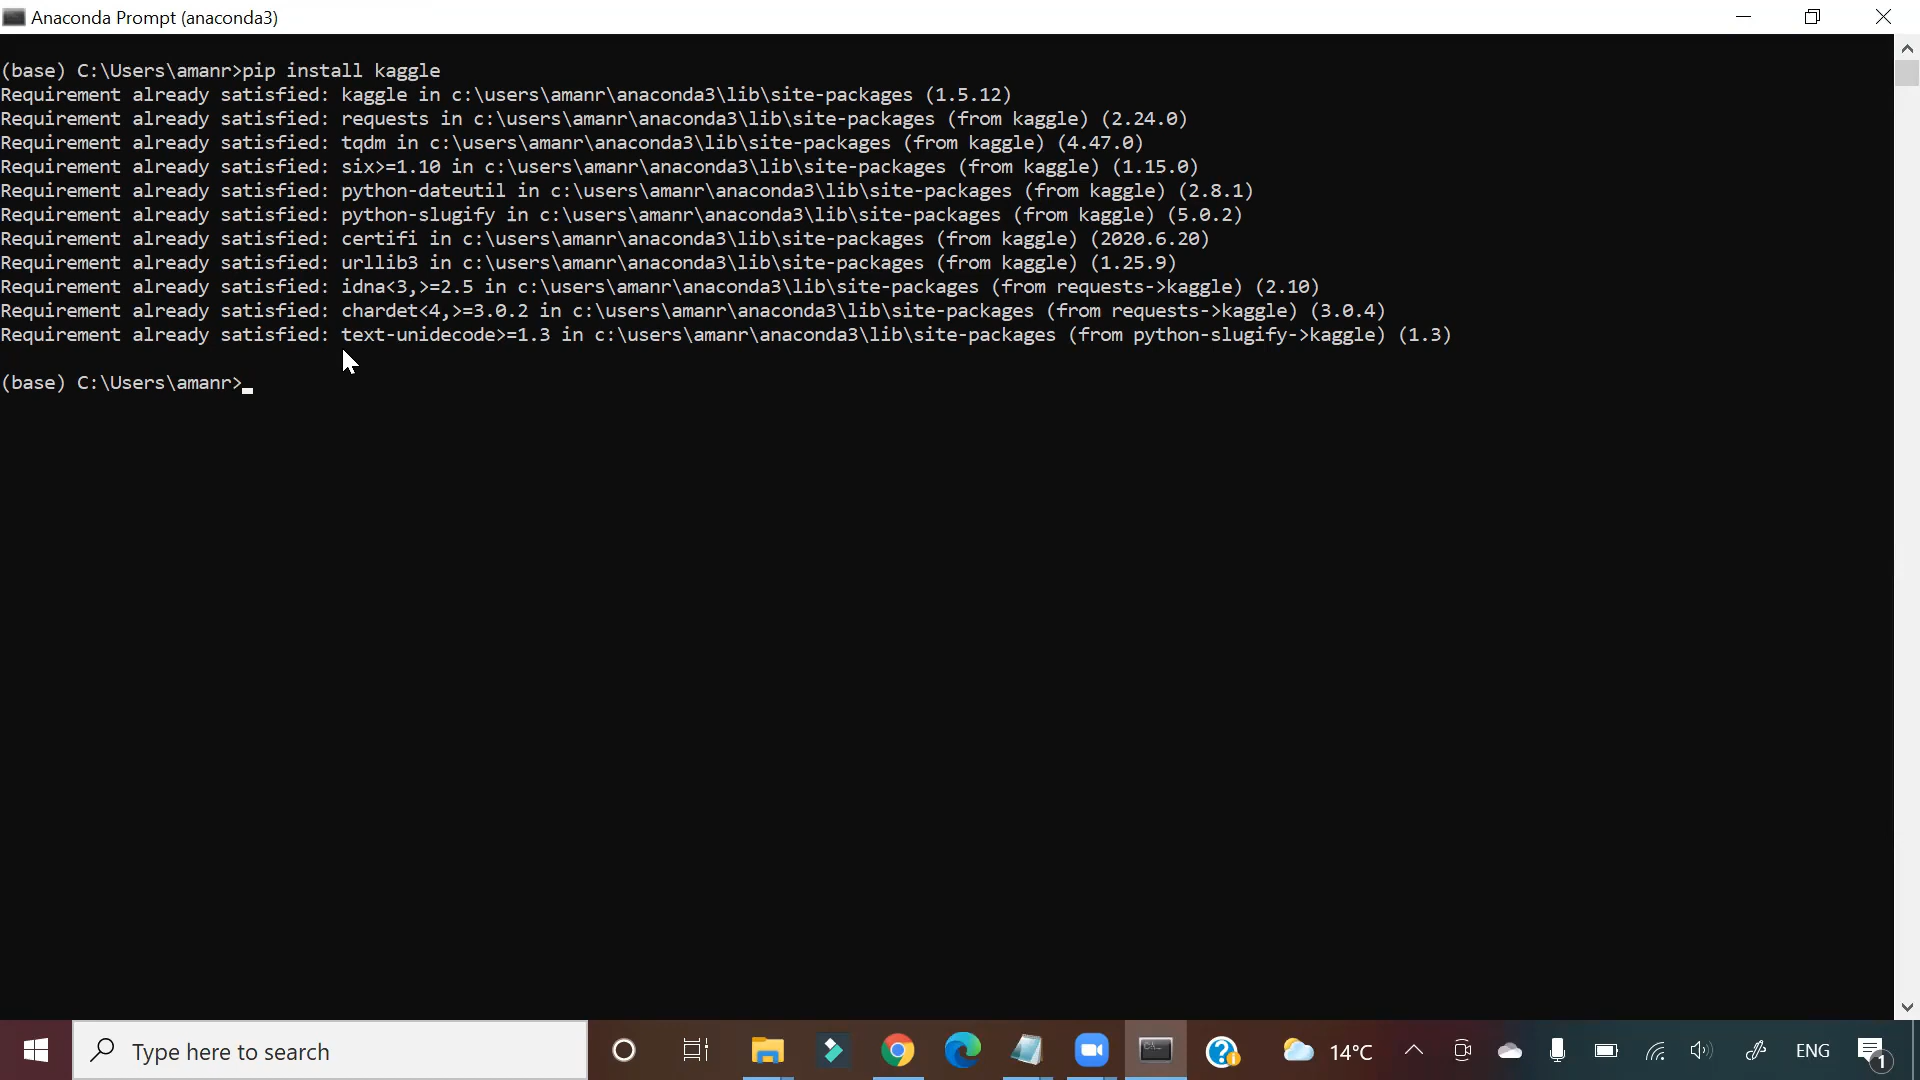 Anaconda Prompt (anaconda3)
(base) C:\Users\amanr>pip install kaggle
Requirement already satisfied: kaggle in c:\users\amanr\anaconda3\lib\site-packages (1.5.12)
Requirement already satisfied: requests in c:\users\amanr\anaconda3\lib\site-packages (from kaggle) (2.24.0)
Requirement already satisfied: tqdm in c:\users\amanr\anaconda3\lib\site-packages (from kaggle) (4.47.0)
Requirement already satisfied: six>=1.10 in c:\users\amanr\anaconda3\lib\site-packages (from kaggle) (1.15.0)
Requirement already satisfied: python-dateutil in c:\users\amanr\anaconda3\lib\site-packages (from kaggle) (2.8.1)
Requirement already satisfied: python-slugify in c:\users\amanr\anaconda3\lib\site-packages (from kaggle) (5.0.2)
Requirement already satisfied: certifi in c:\users\amanr\anaconda3\lib\site-packages (from kaggle) (2020.6.20)
Requirement already satisfied: urllib3 in c:\users\amanr\anaconda3\lib\site-packages (from kaggle) (1.25.9)
Requirement already satisfied: idna<3,>=2.5 in c:\users\amanr\anaconda3\lib\site-packages (from requests->kaggle) (2.10)
Requirement already satisfied: chardet<4,>=3.0.2 in c:\users\amanr\anaconda3\lib\site-packages (from requests->kaggle) (3.0.4)
Requirement already satisfied: text-unidecode>=1.3 in c:\users\amanr\anaconda3\lib\site-packages (from python-slugify->kaggle) (1.3)
(base) C:\Users\amanr>
Type here to search
14°C
ENG
1